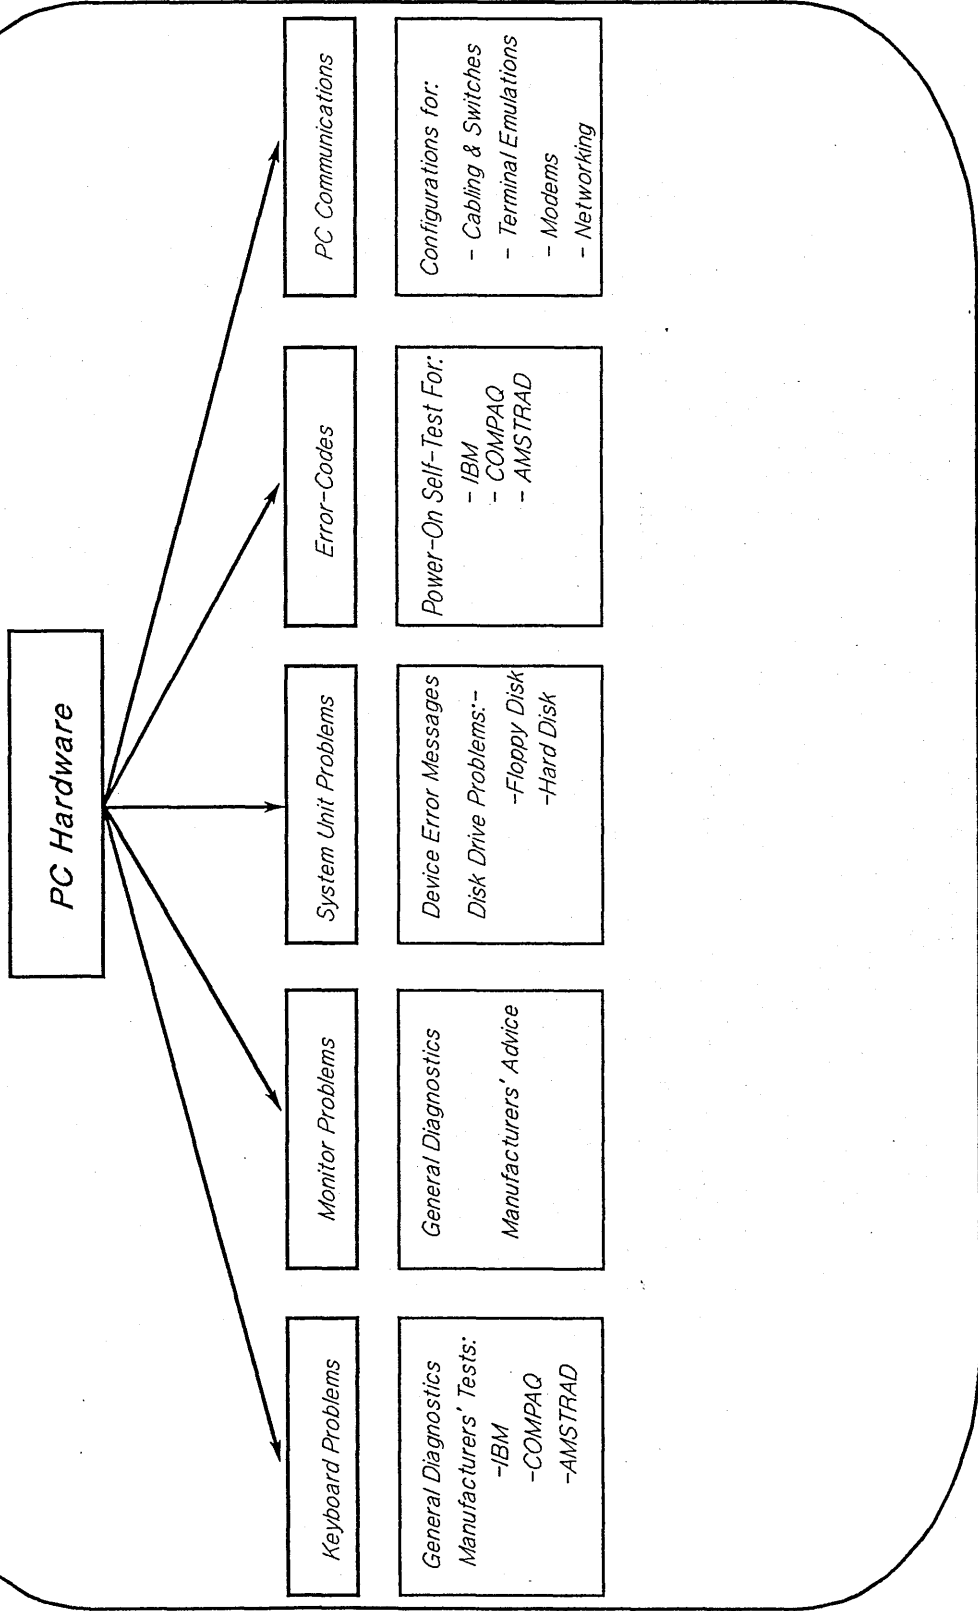 PC Hardware
Keyboard Problems
Monitor Problems
System Unit Problems
Error-Codes
PC Communications
General Diagnostics
Manufacturers' Tests:
-IBM
-COMPAQ
-AMSTRAD
General Diagnostics
Manufacturers' Advice
Device Error Messages
Disk Drive Problems:-
-Floppy Disk
-Hard Disk
Power-On Self-Test For:
- IBM
- COMPAQ
- AMSTRAD
Configurations for:
- Cabling & Switches
- Terminal Emulations
- Modems
- Networking